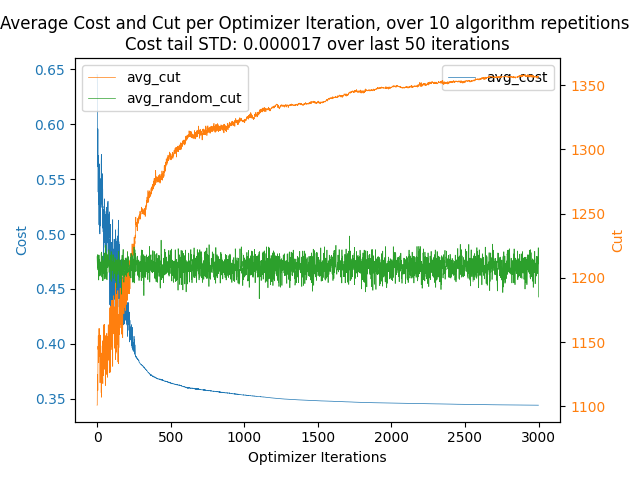 Average Cost and Cut per Optimizer Iteration, over 10 algorithm repetitions
Cost tail STD: 0.000017 over last 50 iterations
avg_cut
avg_random_cut
avg_cost
0.65
0.60
0.55
0.50
0.45
0.40
0.35
Cost
1350
1300
1250
1200
1150
1100
Cut
0
500
1000
1500
2000
2500
3000
Optimizer Iterations